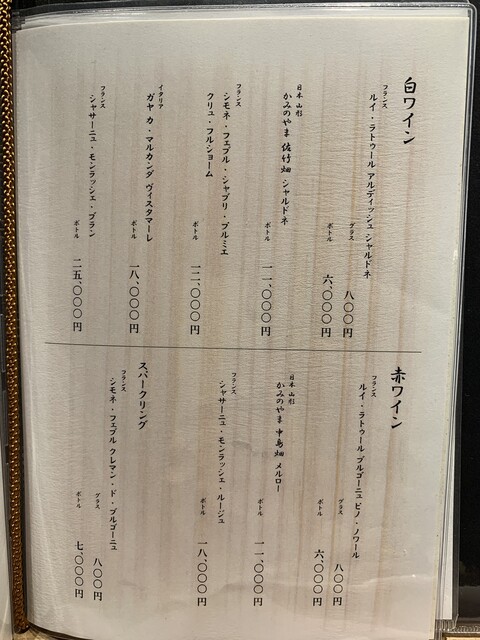 白ワイン
フランス
ルイ・ラトゥール アルディッシュ シャルドネ
グラス 八〇〇円
ボトル 六、〇〇〇円
日本 山形
かみのやま 佐竹畑 シャルドネ
ボトル 一一、〇〇〇円
フランス
シモネ・フェブル・シャブリ・プルミエ
クリュ・フルショーム
ボトル 一二、〇〇〇円
イタリア
ガヤ カ・マルカンダ ヴィスタマーレ
ボトル 一八、〇〇〇円
フランス
シャサーニュ・モンラッシェ・ブラン
ボトル 二五、〇〇〇円
赤ワイン
フランス
ルイ・ラトゥール ブルゴーニュ ピノ・ノワール
グラス 八〇〇円
ボトル 六、〇〇〇円
日本 山形
かみのやま 中島畑 メルロー
ボトル 一一、〇〇〇円
フランス
シャサーニュ・モンラッシェ・ルージュ
ボトル 一八、〇〇〇円
スパークリング
フランス
シモネ・フェブル クレマン・ド・ブルゴーニュ
グラス 八〇〇円
ボトル 七、〇〇〇円